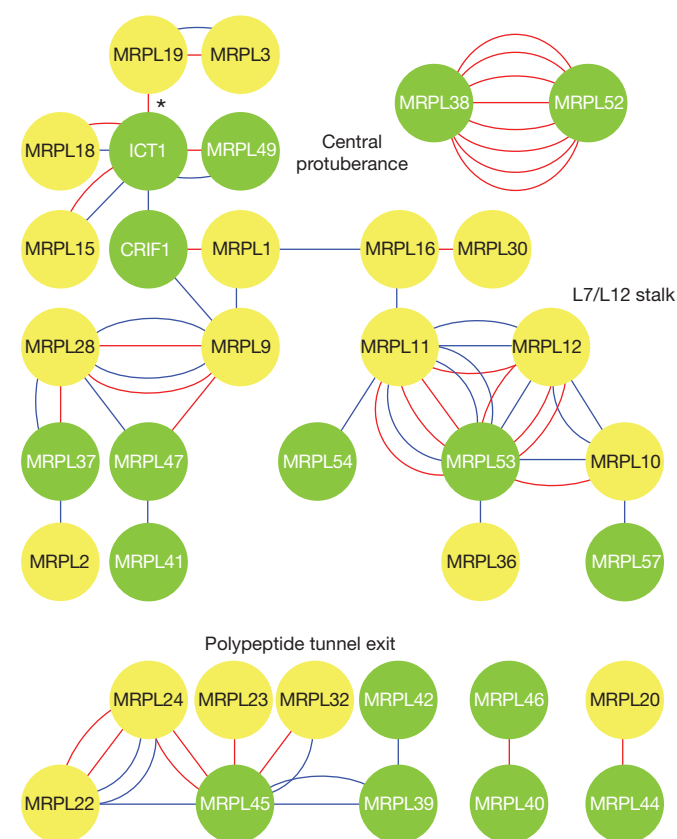 MRPL19
MRPL3
*
MRPL38
MRPL52
MRPL18
ICT1
MRPL49
Central
protuberance
MRPL15
CRIF1
MRPL1
MRPL16
MRPL30
L7/L12 stalk
MRPL28
MRPL9
MRPL11
MRPL12
MRPL37
MRPL47
MRPL54
MRPL53
MRPL10
MRPL2
MRPL41
MRPL36
MRPL57
Polypeptide tunnel exit
MRPL24
MRPL23
MRPL32
MRPL42
MRPL46
MRPL20
MRPL22
MRPL45
MRPL39
MRPL40
MRPL44